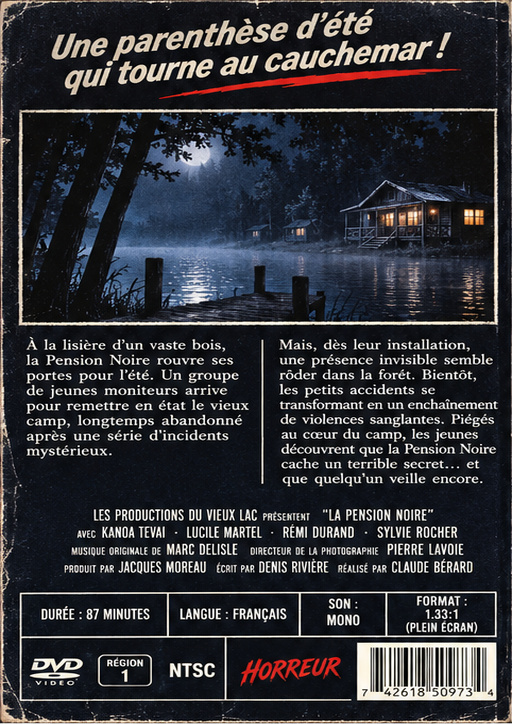 Une parenthèse d'été
qui tourne au cauchemar !
À la lisière d'un vaste bois,
la Pension Noire rouvre ses
portes pour l'été. Un groupe
de jeunes moniteurs arrive
pour remettre en état le vieux
camp, longtemps abandonné
après une série d'incidents
mystérieux.
Mais, dès leur installation,
une présence invisible semble
rôder dans la forêt. Bientôt,
les petits accidents se
transformant en un enchaînement
de violences sanglantes. Piégés
au cœur du camp, les jeunes
découvrent que la Pension Noire
cache un terrible secret... et
que quelqu'un veille encore.
LES PRODUCTIONS DU VIEUX LAC PRÉSENTENT "LA PENSION NOIRE"
AVEC KANOA TEVAI · LUCILE MARTEL · RÉMI DURAND · SYLVIE ROCHER
MUSIQUE ORIGINALE DE MARC DELISLE DIRECTEUR DE LA PHOTOGRAPHIE PIERRE LAVOIE
PRODUIT PAR JACQUES MOREAU ÉCRIT PAR DENIS RIVIÈRE RÉALISÉ PAR CLAUDE BÉRARD
DURÉE : 87 MINUTES
LANGUE : FRANÇAIS
SON :
MONO
FORMAT :
1.33:1
(PLEIN ÉCRAN)
DVD
VIDEO
RÉGION
1
NTSC
HORREUR
7 42618 50973 4